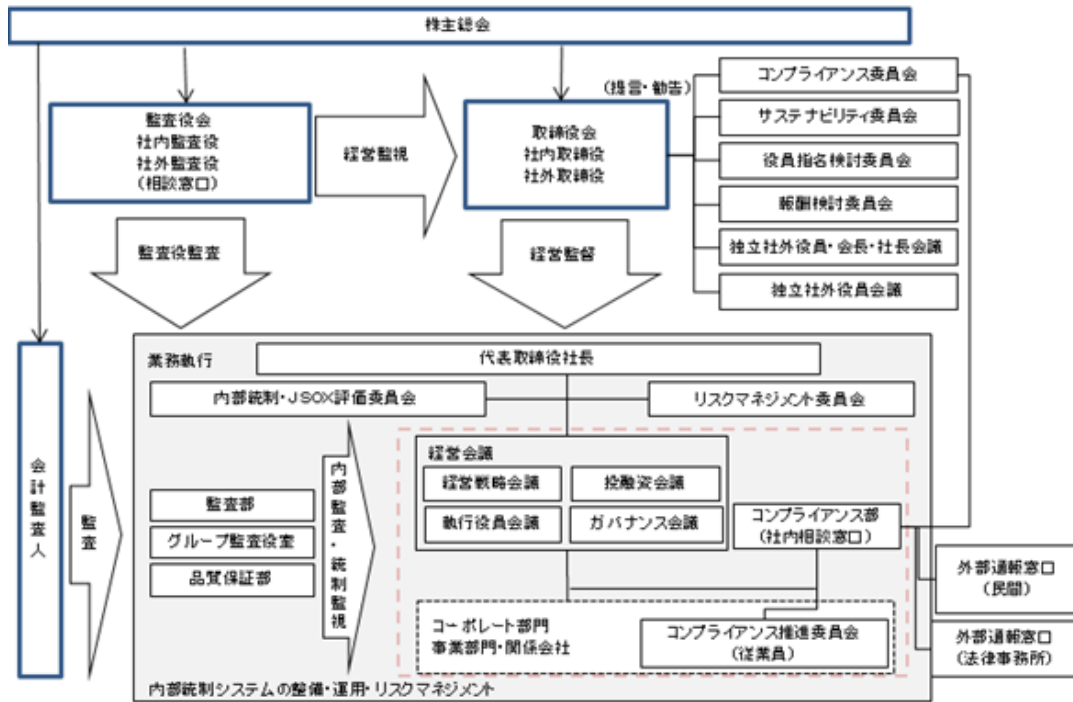 株主総会
監査役会
社内監査役
社外監査役
(相談窓口)
経営監視
(提言・勧告)
取締役会
社内取締役
社外取締役
コンプライアンス委員会
サステナビリティ委員会
役員指名検討委員会
報酬検討委員会
独立社外役員・会長・社長会議
独立社外役員会議
監査役監査
経営監督
会計監査人
監査
業務執行
代表取締役社長
内部統制・JSOX評価委員会
リスクマネジメント委員会
監査部
グループ監査役室
品質保証部
内部監査・統制監視
経営会議
経営戦略会議
投融資会議
執行役員会議
ガバナンス会議
コンプライアンス部
(社内相談窓口)
コーポレート部門
事業部門・関係会社
コンプライアンス推進委員会
(従業員)
外部通報窓口
(民間)
外部通報窓口
(法律事務所)
内部統制システムの整備・運用・リスクマネジメント